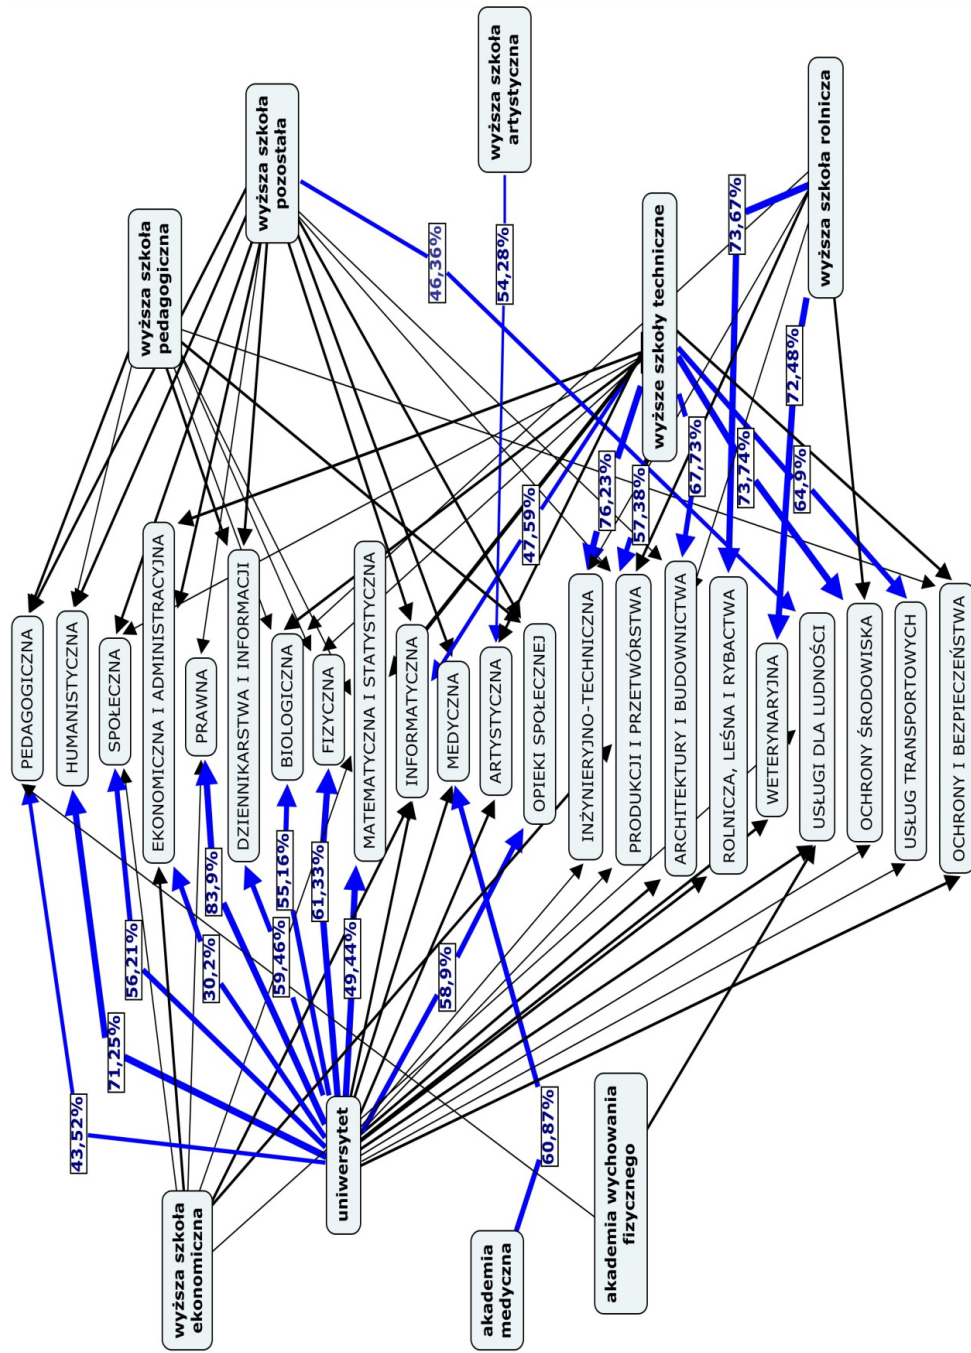 wyższa szkoła
ekonomiczna
uniwersytet
akademia
medyczna
akademia wychowania
fizycznego
43,52%
71,25%
56,21%
30,2%
83,9%
59,46%
55,16%
61,33%
49,44%
58,9%
60,87%
PEDAGOGICZNA
HUMANISTYCZNA
SPOŁECZNA
EKONOMICZNA I ADMINISTRACYJNA
PRAWNA
DZIENNIKARSTWA I INFORMACJI
BIOLOGICZNA
FIZYCZNA
MATEMATYCZNA I STATYSTYCZNA
INFORMATYCZNA
MEDYCZNA
ARTYSTYCZNA
OPIEKI SPOŁECZNEJ
INŻYNIERYJNO-TECHNICZNA
PRODUKCJI I PRZETWÓRSTWA
ARCHITEKTURY I BUDOWNICTWA
ROLNICZA, LEŚNA I RYBACTWA
WETERYNARYJNA
USŁUGI DLA LUDNOŚCI
OCHRONY ŚRODOWISKA
USŁUG TRANSPORTOWYCH
OCHRONY I BEZPIECZEŃSTWA
46,36%
54,28%
47,59%
76,23%
57,38%
67,73%
73,67%
73,74%
72,48%
64,9%
wyższa szkoła
pedagogiczna
wyższa szkoła
pozostała
wyższa szkoła
artystyczna
wyższe szkoły techniczne
wyższa szkoła rolnicza